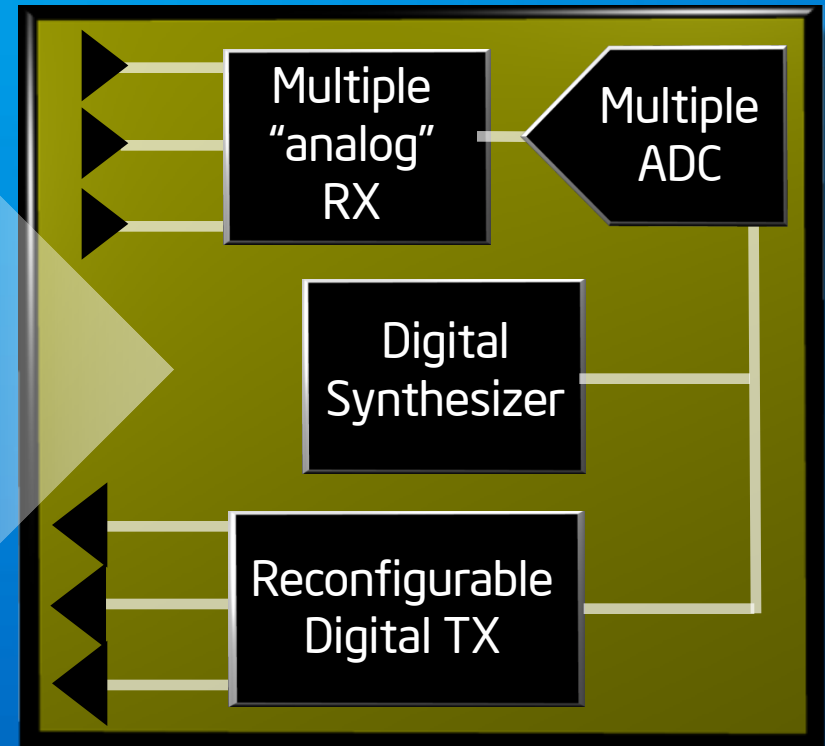 Multiple
“analog”
RX
Multiple
ADC
Digital
Synthesizer
Reconfigurable
Digital TX